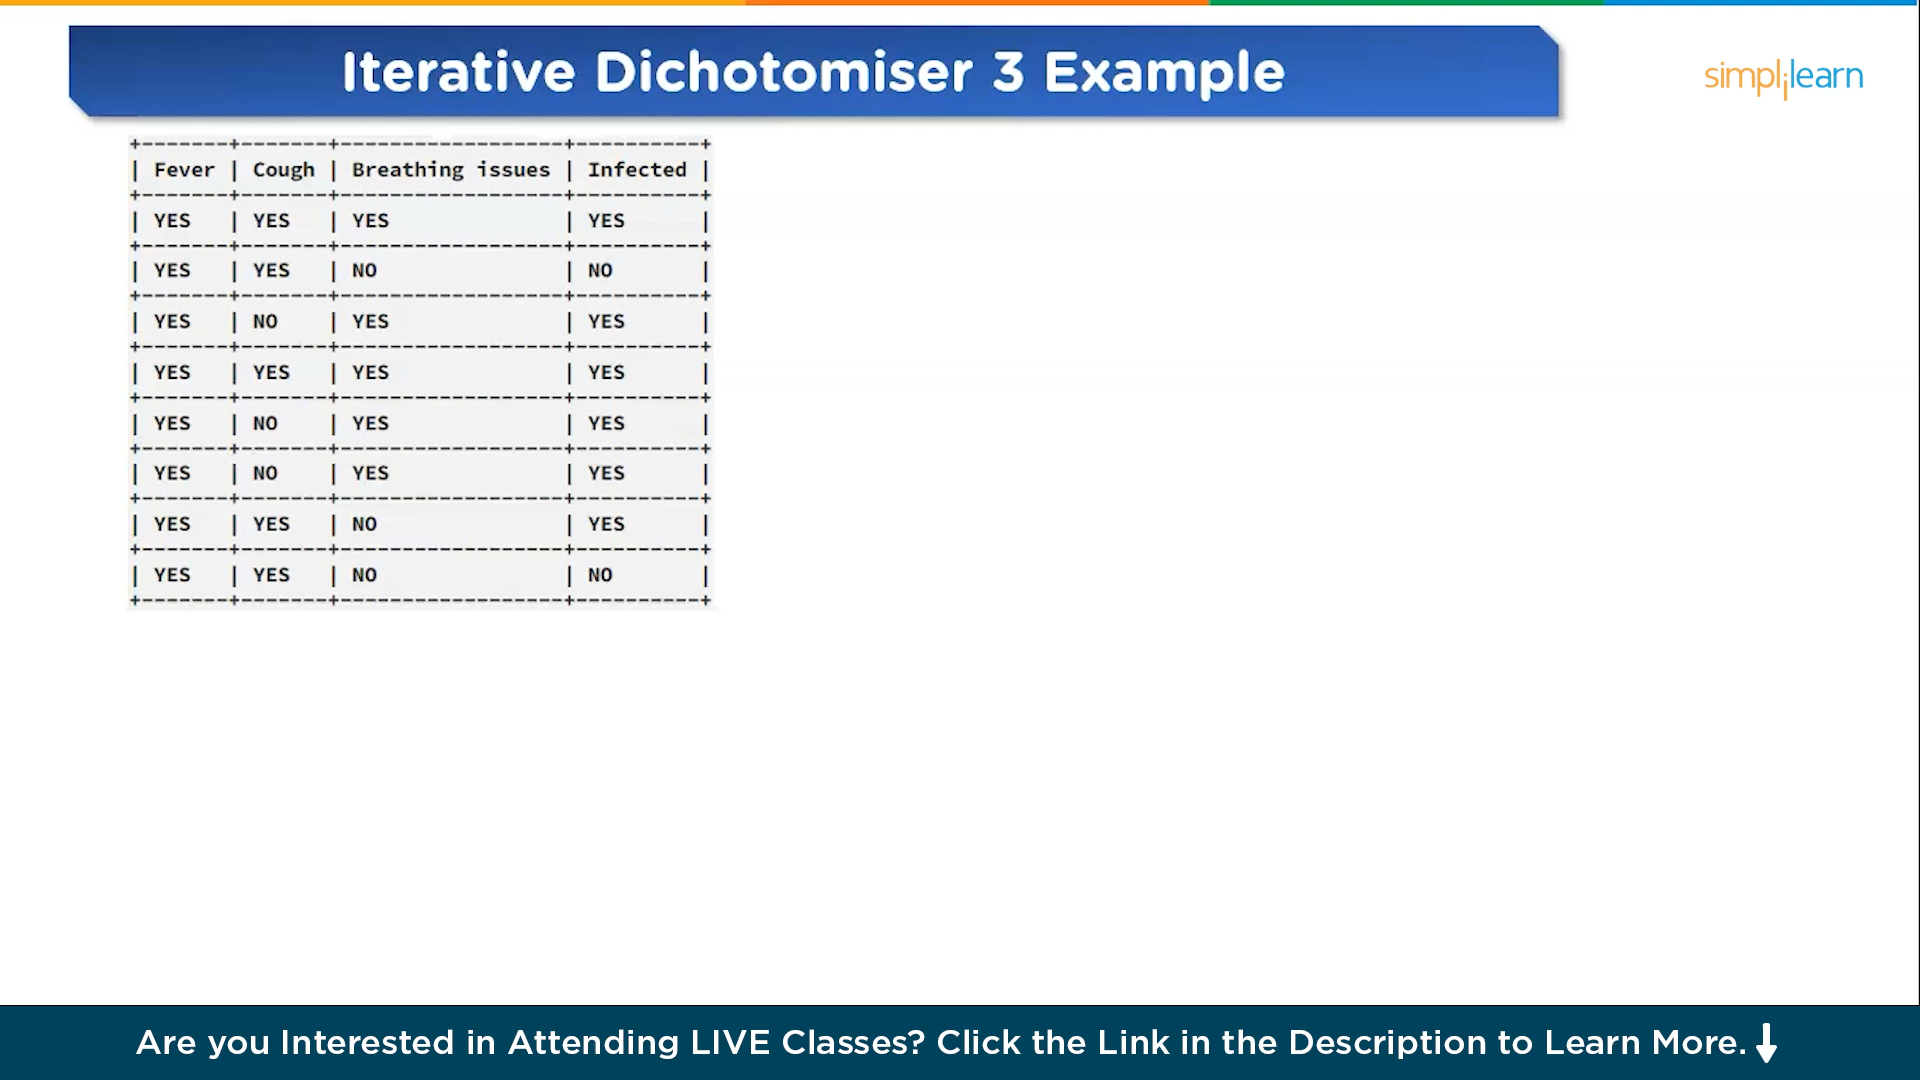 Iterative Dichotomiser 3 Example
simplilearn
+-------+-------+------------------+----------+
| Fever | Cough | Breathing issues | Infected |
+-------+-------+------------------+----------+
| YES | YES | YES | YES |
+-------+-------+------------------+----------+
| YES | YES | NO | NO |
+-------+-------+------------------+----------+
| YES | NO | YES | YES |
+-------+-------+------------------+----------+
| YES | YES | YES | YES |
+-------+-------+------------------+----------+
| YES | NO | YES | YES |
+-------+-------+------------------+----------+
| YES | NO | YES | YES |
+-------+-------+------------------+----------+
| YES | YES | NO | YES |
+-------+-------+------------------+----------+
| YES | YES | NO | NO |
+-------+-------+------------------+----------+
Are you Interested in Attending LIVE Classes? Click the Link in the Description to Learn More.